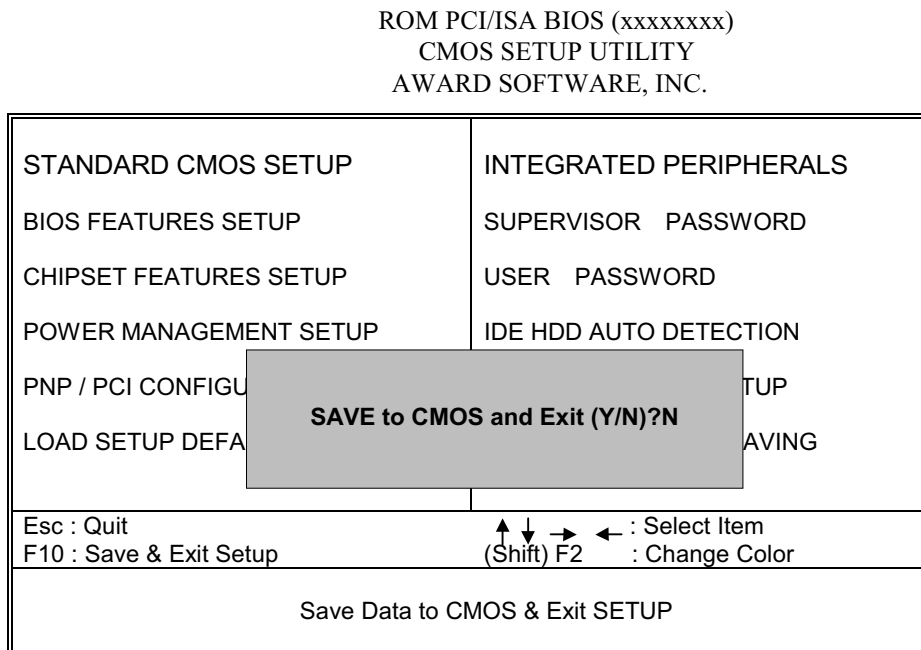 ROM PCI/ISA BIOS (xxxxxxxx)
CMOS SETUP UTILITY
AWARD SOFTWARE, INC.
STANDARD CMOS SETUP
BIOS FEATURES SETUP
CHIPSET FEATURES SETUP
POWER MANAGEMENT SETUP
PNP / PCI CONFIGU
LOAD SETUP DEFA
INTEGRATED PERIPHERALS
SUPERVISOR PASSWORD
USER PASSWORD
IDE HDD AUTO DETECTION
TUP
AVING
SAVE to CMOS and Exit (Y/N)?N
Esc : Quit
F10 : Save & Exit Setup
↑ ↓ → ← : Select Item
(Shift) F2 : Change Color
Save Data to CMOS & Exit SETUP